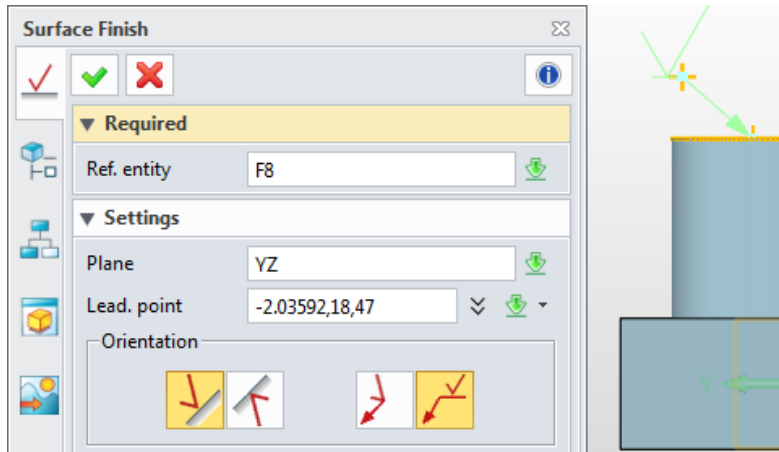 Surface Finish
Required
Ref. entity F8
Settings
Plane YZ
Lead. point -2.03592,18,47
Orientation
Y